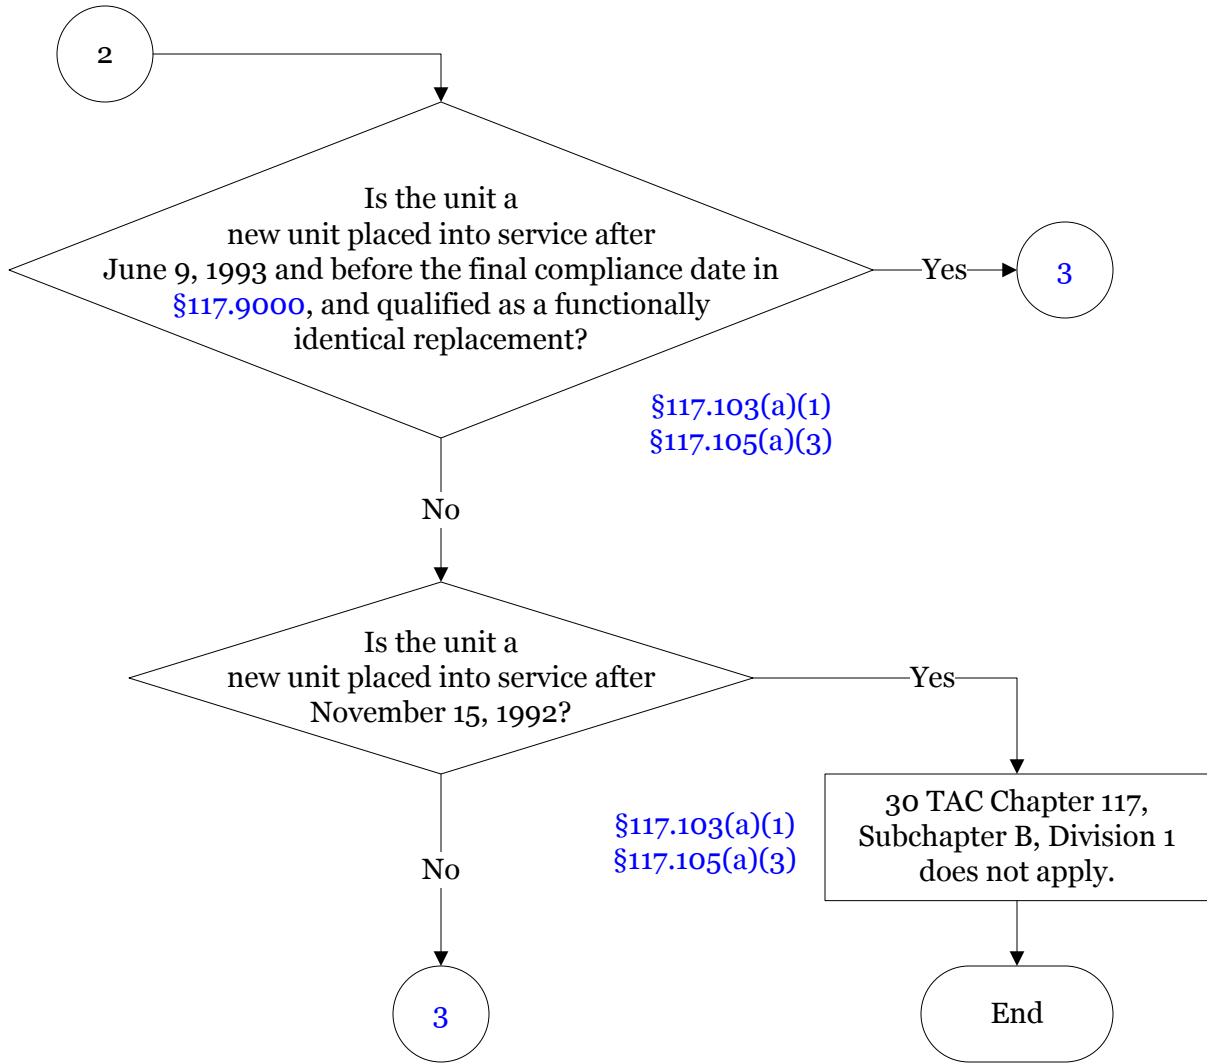 2
Is the unit a
new unit placed into service after
June 9, 1993 and before the final compliance date in
§117.9000, and qualified as a functionally
identical replacement?
Yes
3
§117.103(a)(1)
§117.105(a)(3)
No
Is the unit a
new unit placed into service after
November 15, 1992?
Yes
30 TAC Chapter 117,
Subchapter B, Division 1
does not apply.
§117.103(a)(1)
§117.105(a)(3)
No
3
End